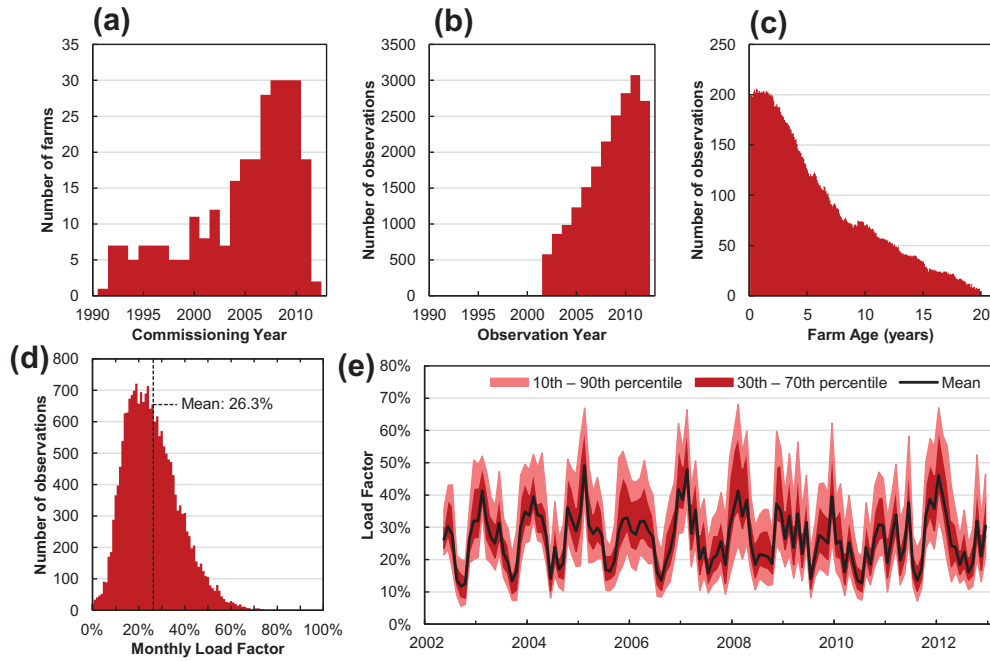 (a)
35
30
25
20
15
10
5
0
Number of farms
1990 1995 2000 2005 2010
Commissioning Year
(b)
3500
3000
2500
2000
1500
1000
500
0
Number of observations
1990 1995 2000 2005 2010
Observation Year
(c)
250
200
150
100
50
0
Number of observations
0 5 10 15 20
Farm Age (years)
(d)
800
700
600
500
400
300
200
100
0
Number of observations
Mean: 26.3%
0% 20% 40% 60% 80% 100%
Monthly Load Factor
(e)
80%
70%
60%
50%
40%
30%
20%
10%
0%
Load Factor
10th – 90th percentile 30th – 70th percentile Mean
2002 2004 2006 2008 2010 2012